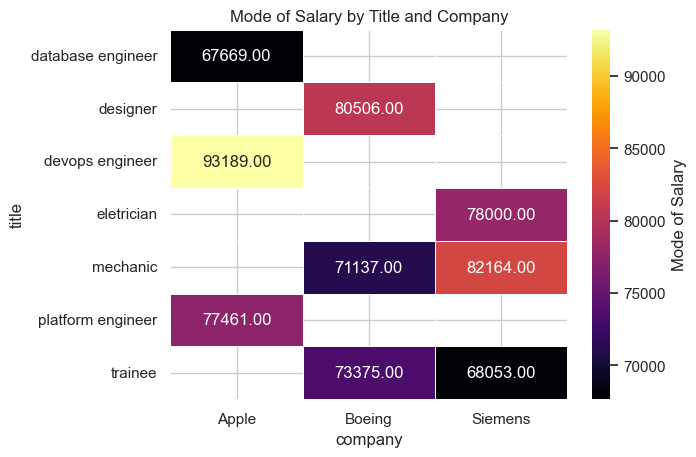 Mode of Salary by Title and Company
database engineer 67669.00
designer 80506.00
devops engineer 93189.00
eletrician 78000.00
mechanic 71137.00 82164.00
platform engineer 77461.00
trainee 73375.00 68053.00
Apple Boeing Siemens
company
title
90000
85000
80000
75000
70000
Mode of Salary